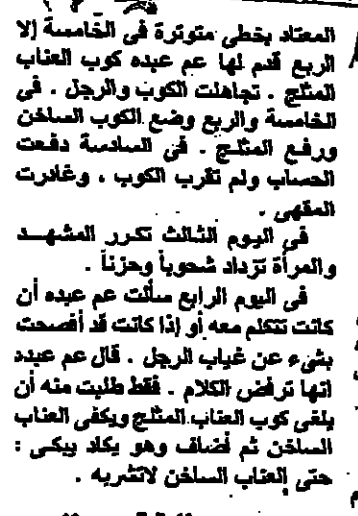 المعتاد بخطى متوترة فى الخامسة إلا
الربع قدم لها عم عبده كوب العناب
المثلج . تجاهلت الكوب والرجل . فى
الخامسة والربع وضع الكوب الساخن
ورفع المثلج . فى السادسة دفعت
الحساب ولم تقرب الكوب ، وغادرت
المقهى .
فى اليوم الثالث تكرر المشهد
والمرأة تزداد شحوباً وحزناً .
فى اليوم الرابع سألت عم عبده أن
كانت تتكلم معه أو إذا كانت قد أفصحت
بشىء عن غياب الرجل . قال عم عبده
انها ترفض الكلام . فقط طلبت منه أن
يلغى كوب العناب المثلج ويكفى العناب
الساخن ثم أضاف وهو يكاد يبكى :
حتى العناب الساخن لاتشربه .